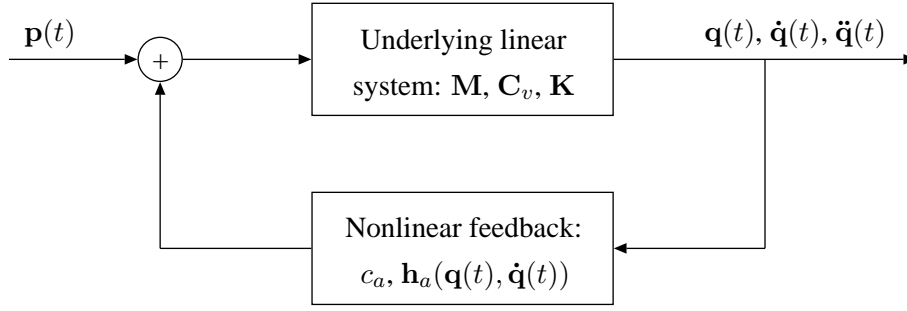 p(t)
+
Underlying linear
system: M, C_v, K
q(t), q̇(t), q̈(t)
Nonlinear feedback:
c_a, h_a(q(t), q̇(t))